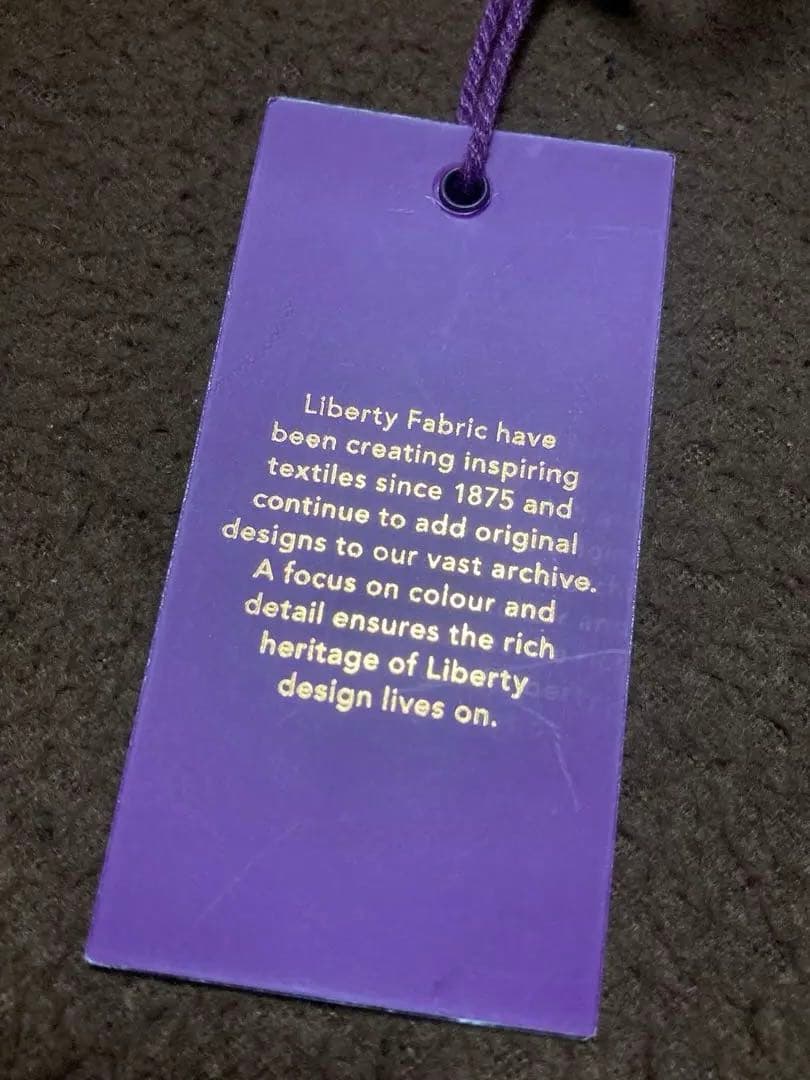 Liberty Fabric have
been creating inspiring
textiles since 1875 and
continue to add original
designs to our vast archive.
A focus on colour and
detail ensures the rich
heritage of Liberty
design lives on.